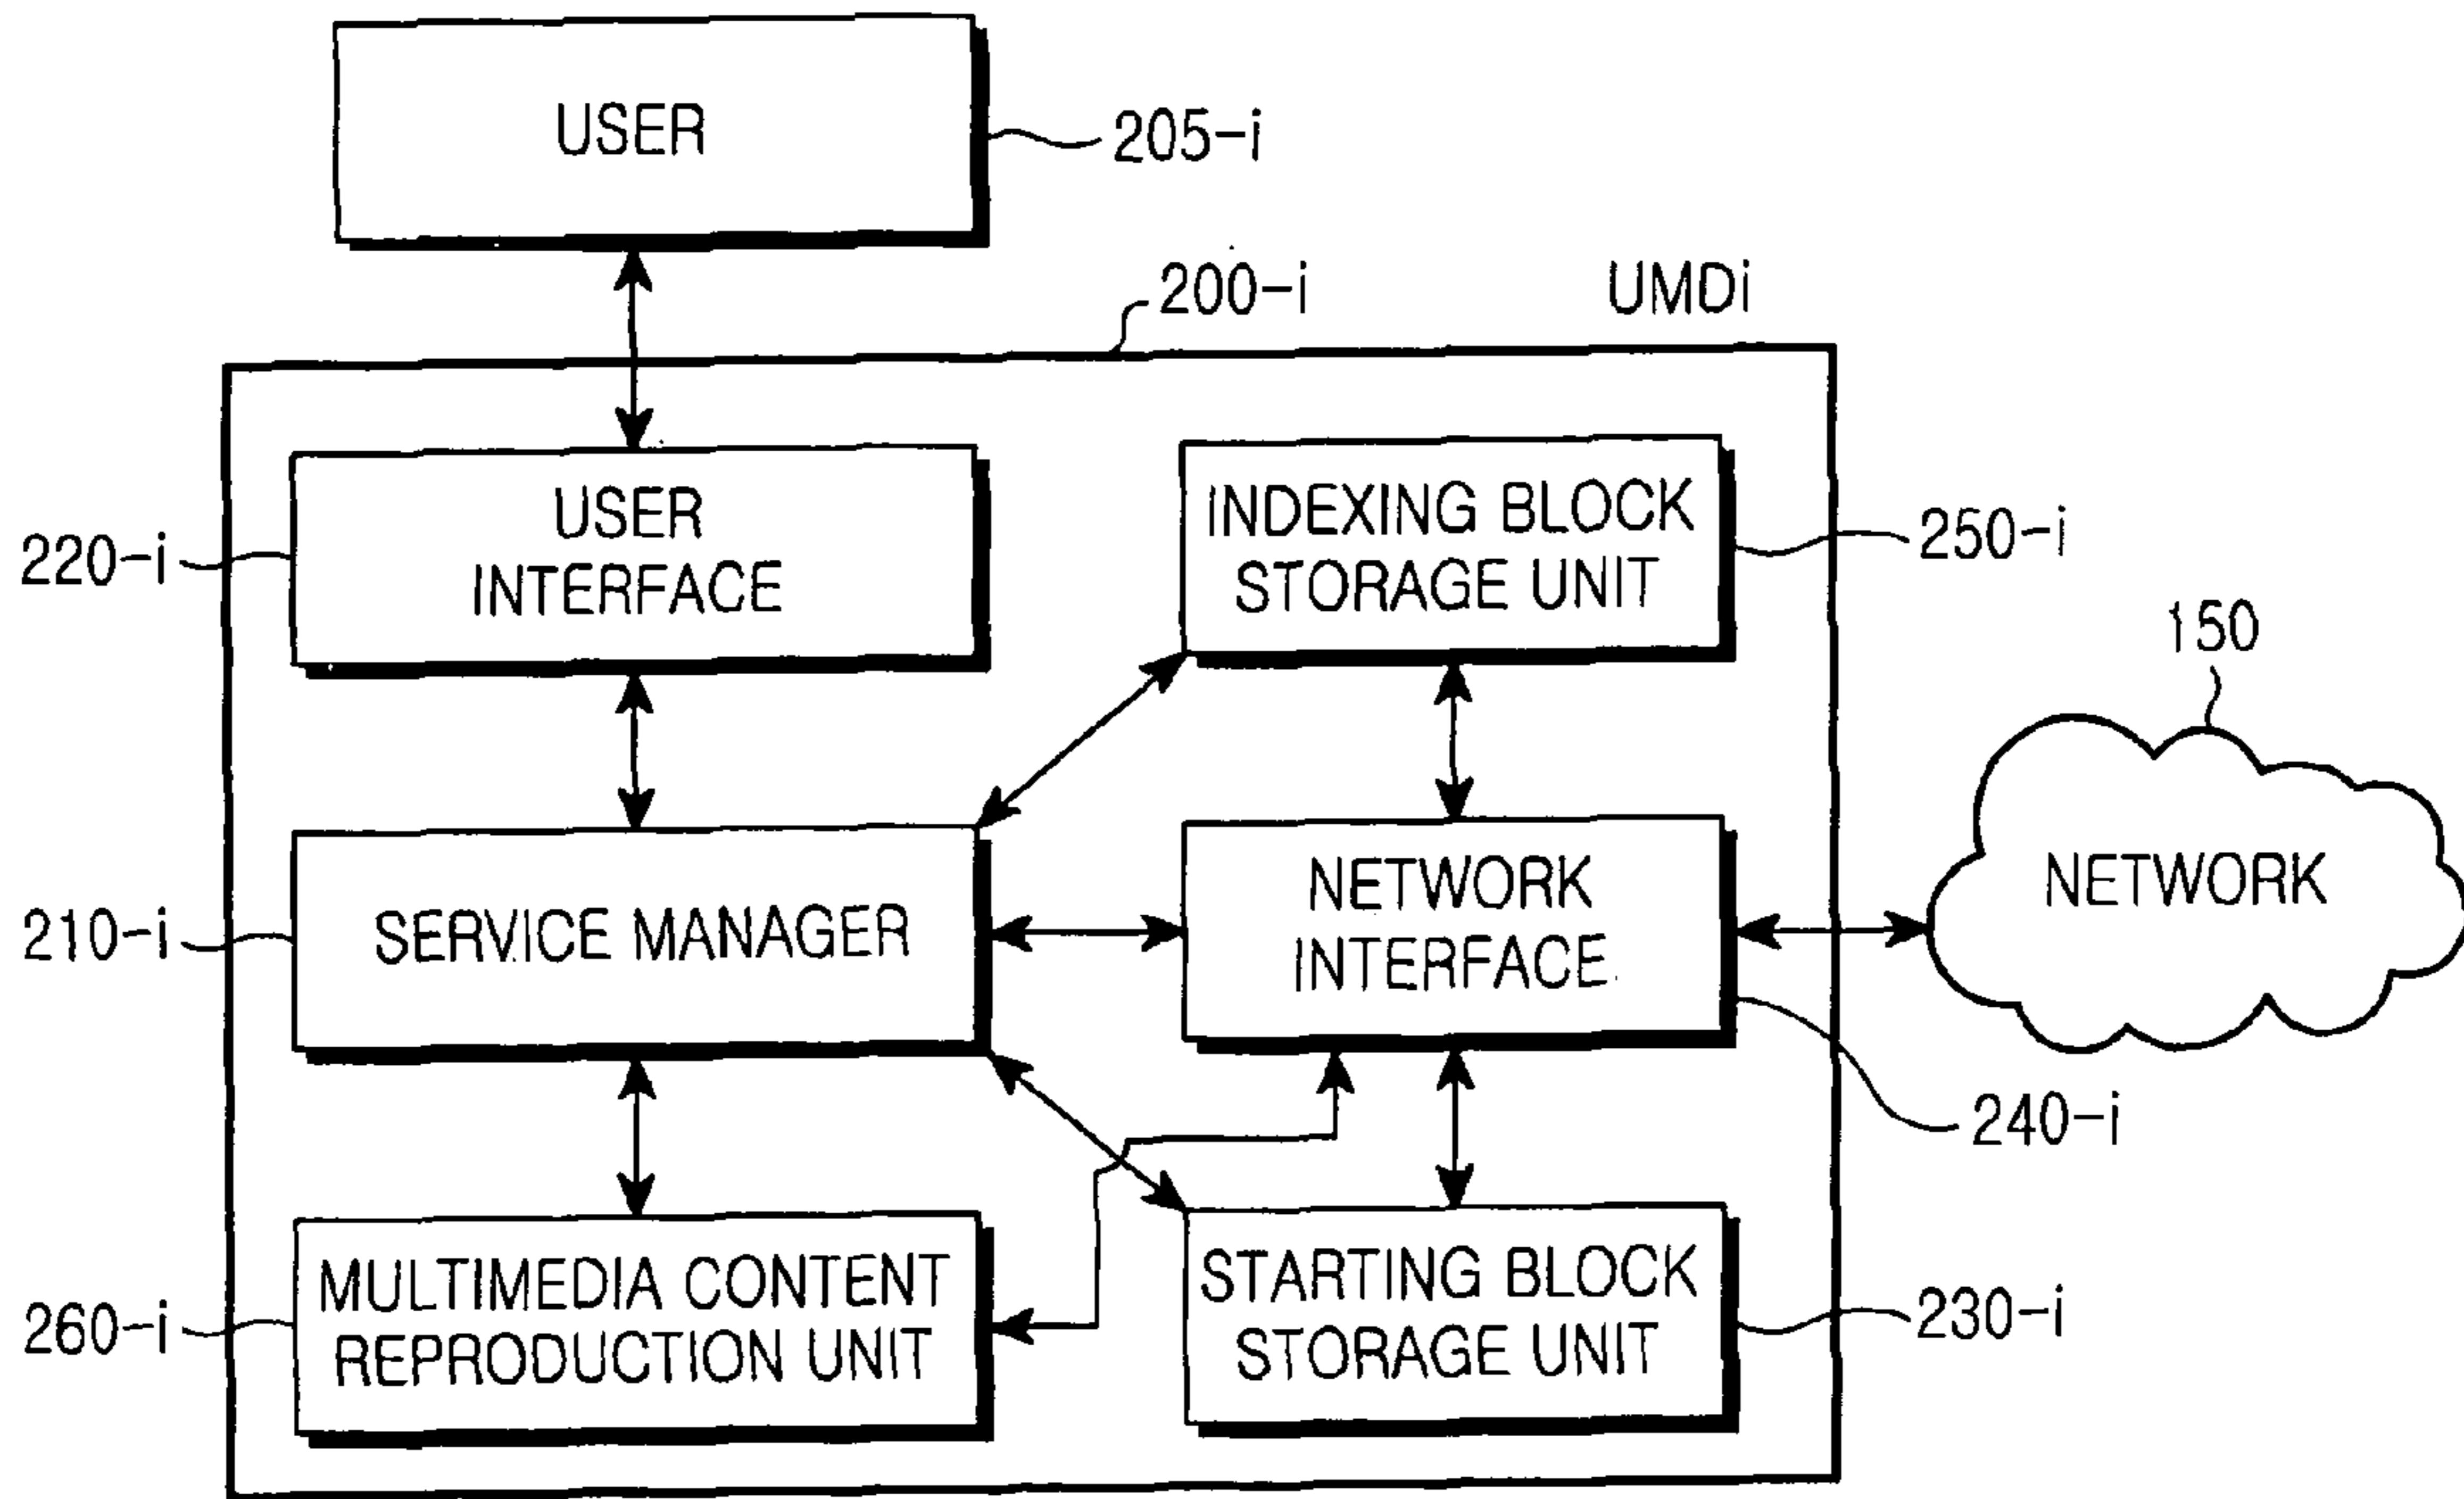 USER
205-i
200-i
UMDi
USER
INTERFACE
220-i
INDEXING BLOCK
STORAGE UNIT
250-i
150
NETWORK
SERVICE MANAGER
210-i
NETWORK
INTERFACE
240-i
MULTIMEDIA CONTENT
REPRODUCTION UNIT
260-i
STARTING BLOCK
STORAGE UNIT
230-i